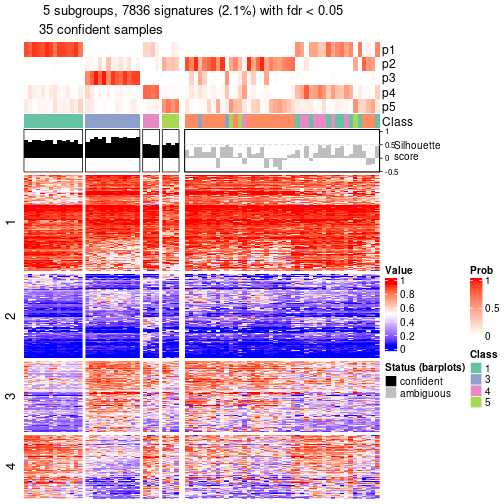 5 subgroups, 7836 signatures (2.1%) with fdr < 0.05
35 confident samples
p1
p2
p3
p4
p5
Class
1
0.5
0
-0.5
Silhouette
score
1
2
3
4
Value
1
0.8
0.6
0.4
0.2
0
Prob
1
0.5
0
Status (barplots)
confident
ambiguous
Class
1
3
4
5